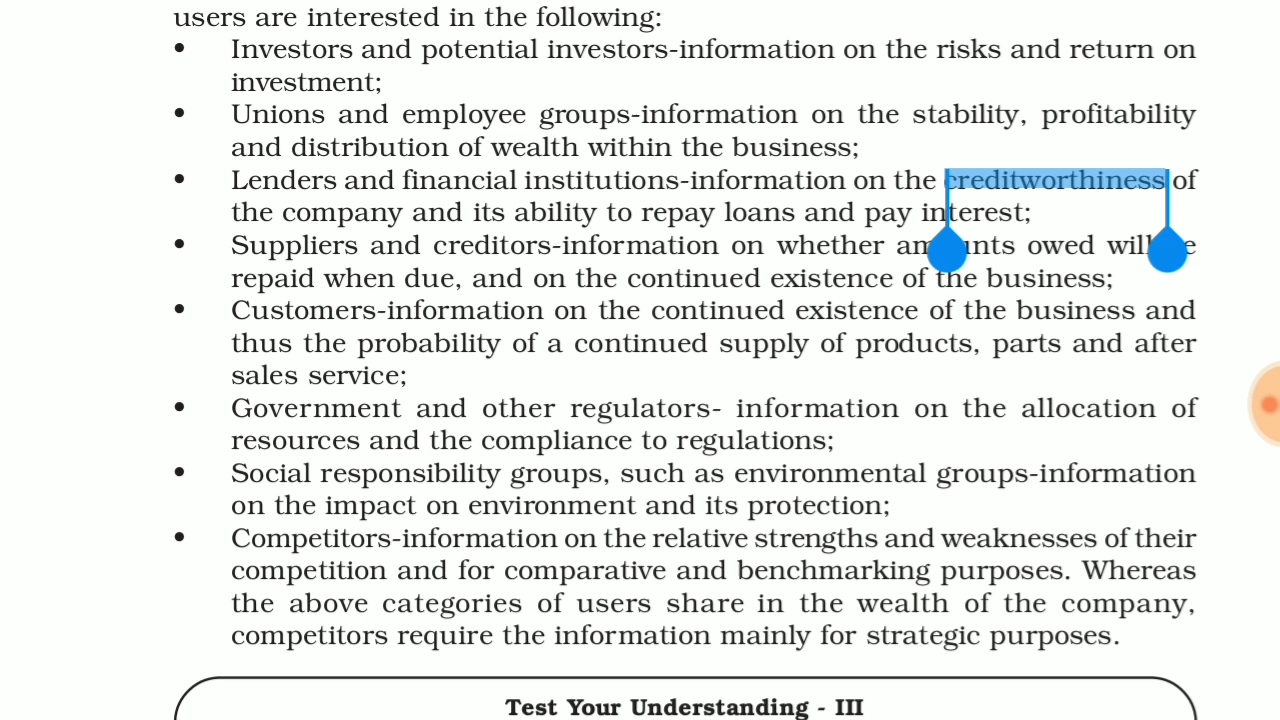 users are interested in the following:
• Investors and potential investors-information on the risks and return on
investment;
• Unions and employee groups-information on the stability, profitability
and distribution of wealth within the business;
• Lenders and financial institutions-information on the creditworthiness of
the company and its ability to repay loans and pay interest;
• Suppliers and creditors-information on whether amounts owed will be
repaid when due, and on the continued existence of the business;
• Customers-information on the continued existence of the business and
thus the probability of a continued supply of products, parts and after
sales service;
• Government and other regulators- information on the allocation of
resources and the compliance to regulations;
• Social responsibility groups, such as environmental groups-information
on the impact on environment and its protection;
• Competitors-information on the relative strengths and weaknesses of their
competition and for comparative and benchmarking purposes. Whereas
the above categories of users share in the wealth of the company,
competitors require the information mainly for strategic purposes.
Test Your Understanding - III